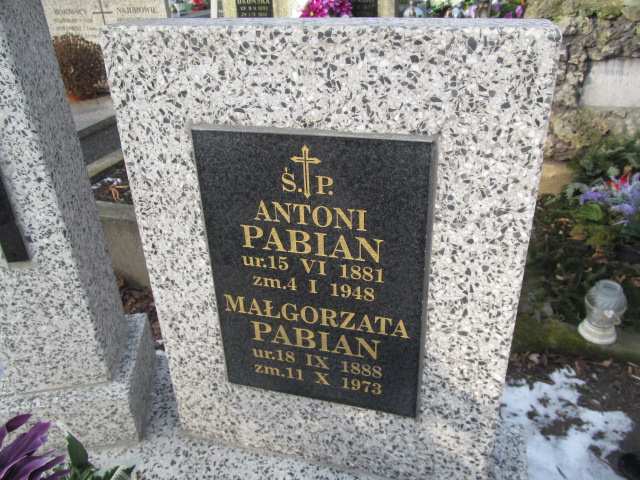 Ś.P.
ANTONI
PABIAN
ur.15 VI 1881
zm.4 I 1948
MAŁGORZATA
PABIAN
ur.18 IX 1888
zm.11 X 1973